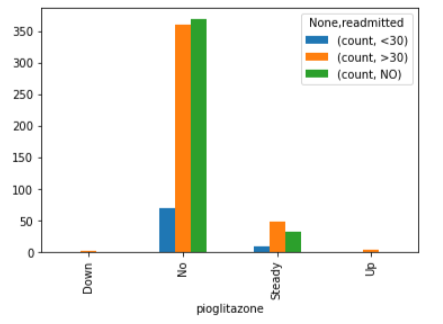 None,readmitted
(count, <30)
(count, >30)
(count, NO)
350
300
250
200
150
100
50
0
Down
No
Steady
Up
pioglitazone